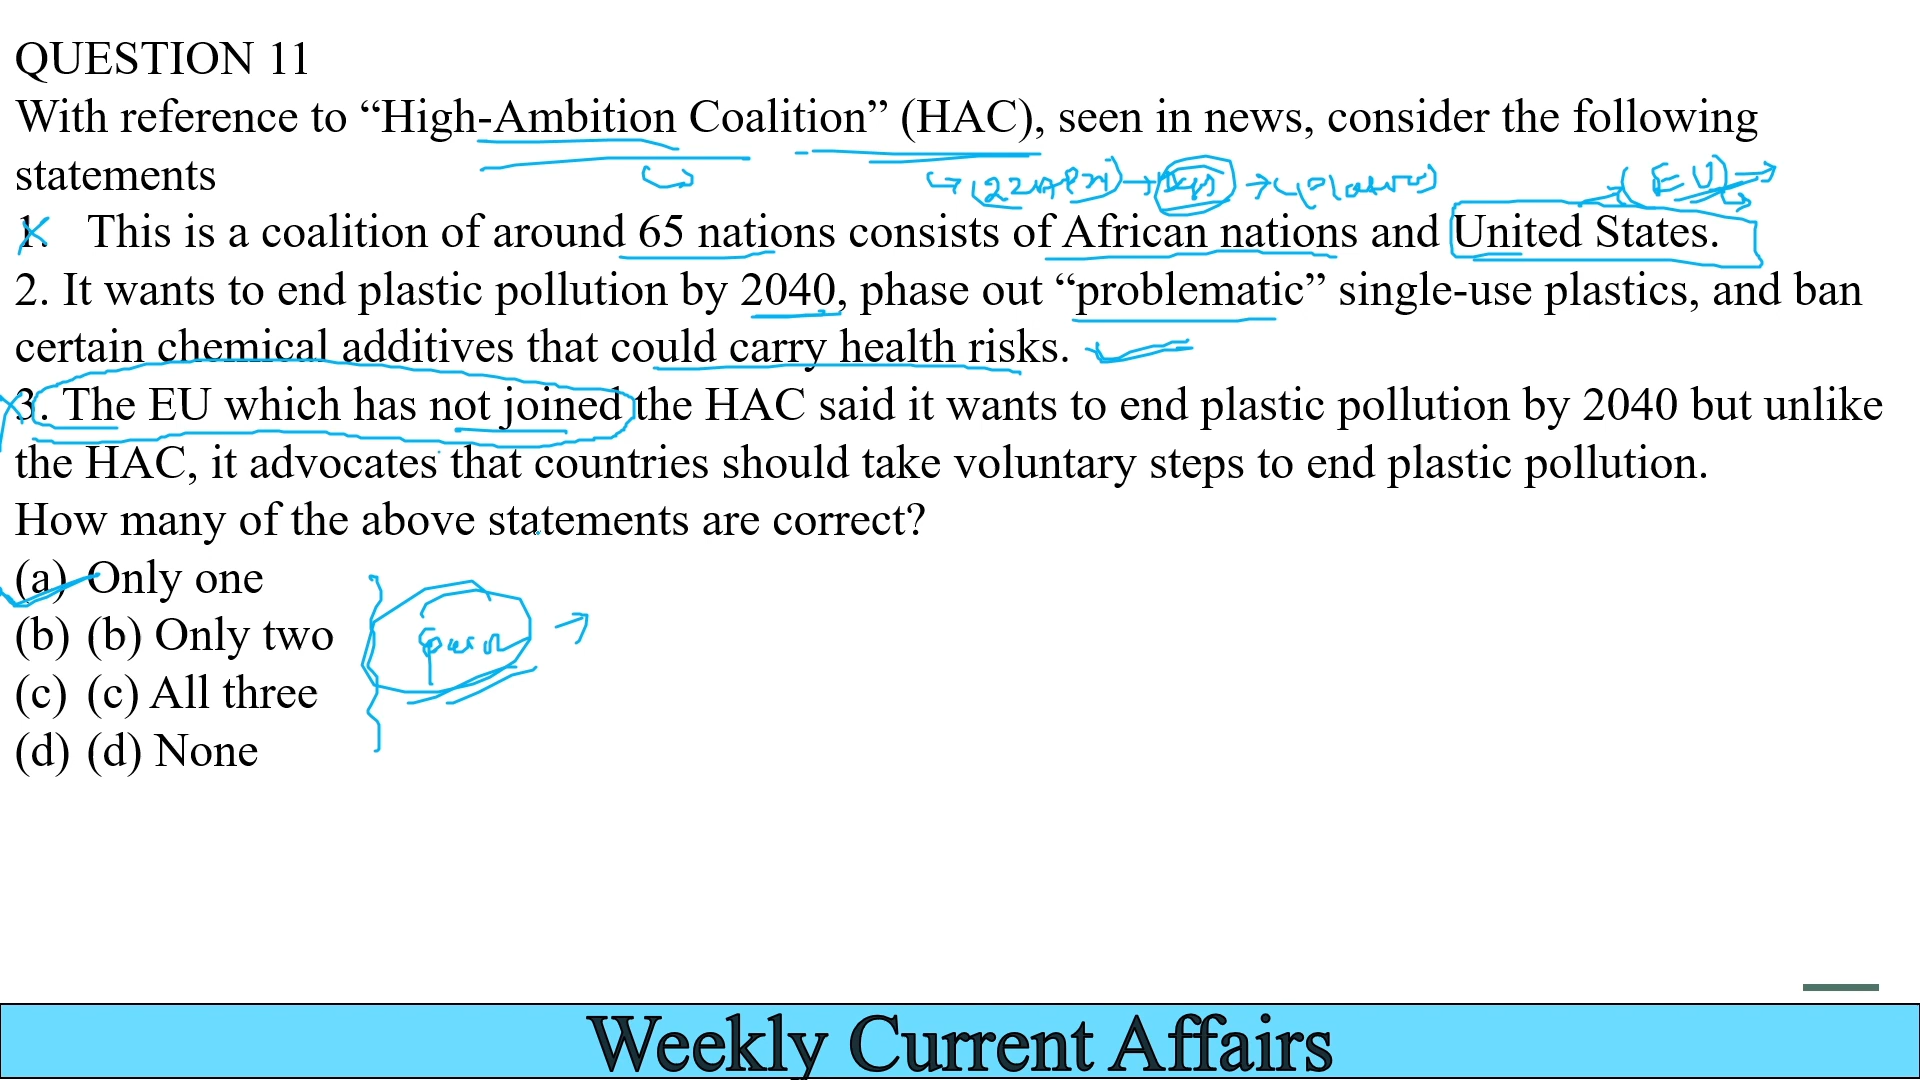 QUESTION 11
With reference to “High-Ambition Coalition” (HAC), seen in news, consider the following
statements
(EU)
1. This is a coalition of around 65 nations consists of African nations and United States.
2. It wants to end plastic pollution by 2040, phase out “problematic” single-use plastics, and ban
certain chemical additives that could carry health risks.
3. The EU which has not joined the HAC said it wants to end plastic pollution by 2040 but unlike
the HAC, it advocates that countries should take voluntary steps to end plastic pollution.
How many of the above statements are correct?
(a) Only one
(b) (b) Only two
(c) (c) All three
(d) (d) None
Weekly Current Affairs